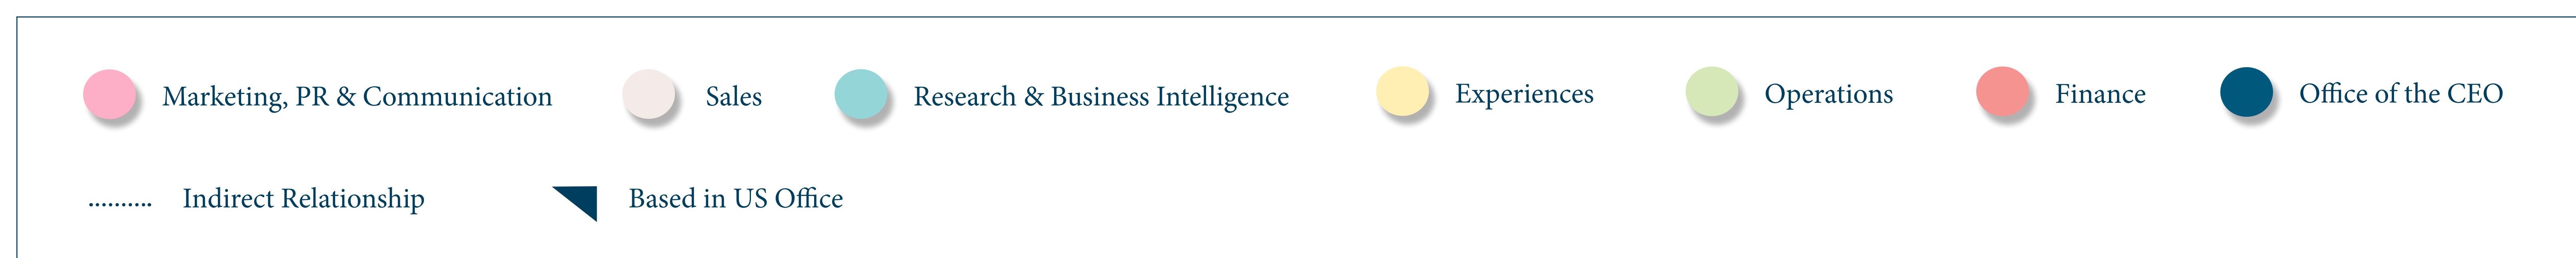 Marketing, PR & Communication
Sales
Research & Business Intelligence
Experiences
Operations
Finance
Office of the CEO
Indirect Relationship
Based in US Office